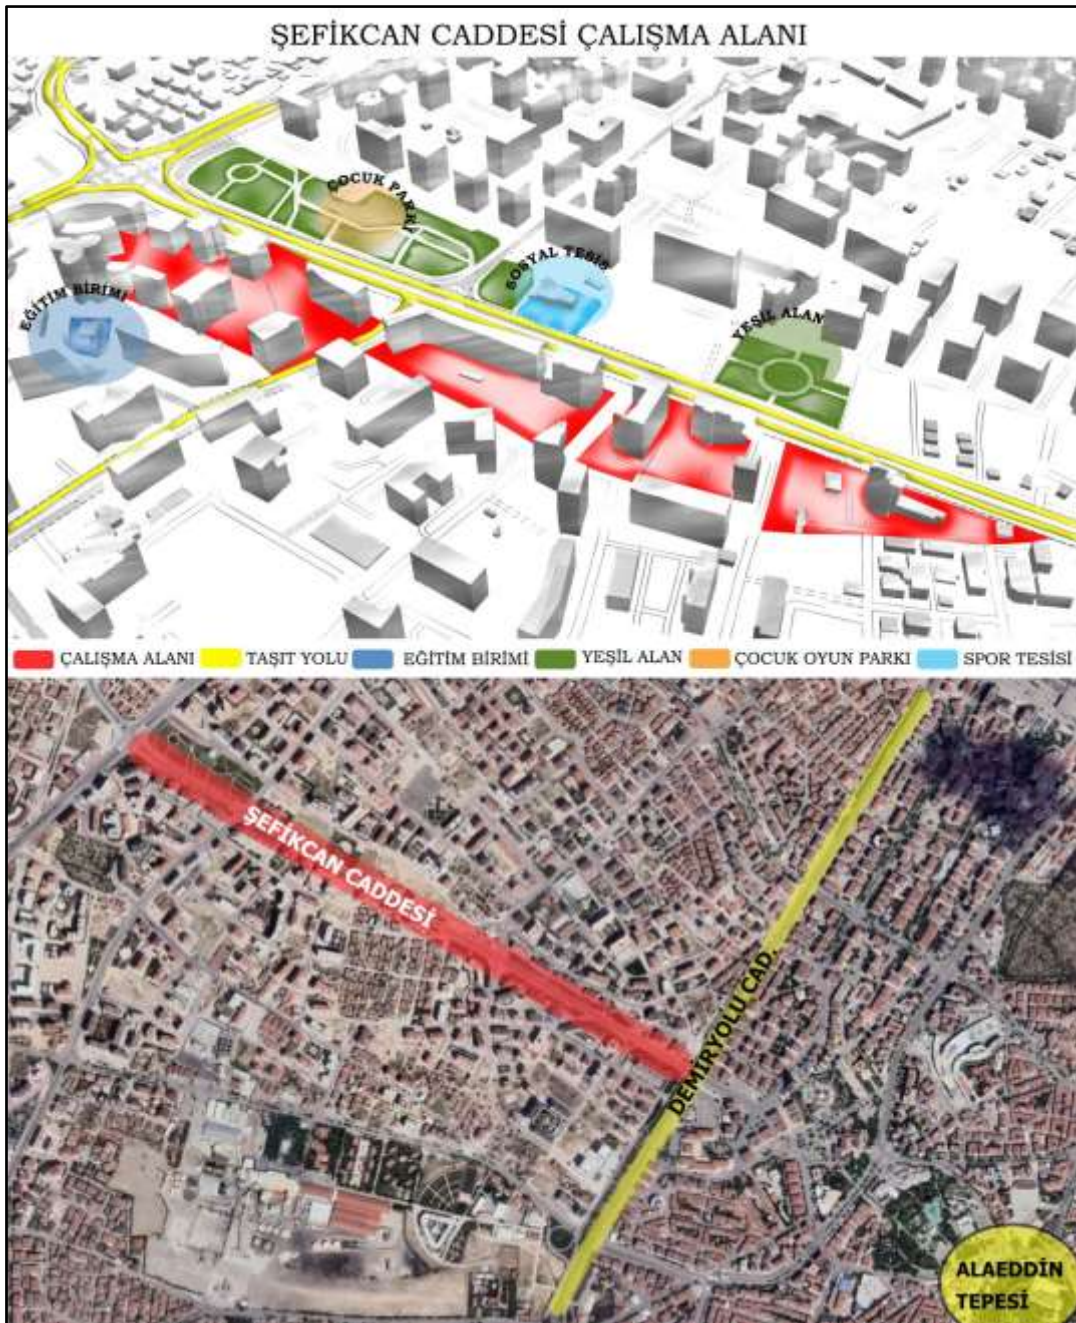 ŞEFİKCAN CADDESİ ÇALIŞMA ALANI
ÇOCUK PARKI
SOSYAL TESİS
EĞİTİM BİRİMİ
YEŞİL ALAN
ÇALIŞMA ALANI TAŞIT YOLU EĞİTİM BİRİMİ YEŞİL ALAN ÇOCUK OYUN PARKI SPOR TESİSİ
ŞEFİKCAN CADDESİ
DEMİRYOLU CAD.
ALAEDDİN
TEPESİ